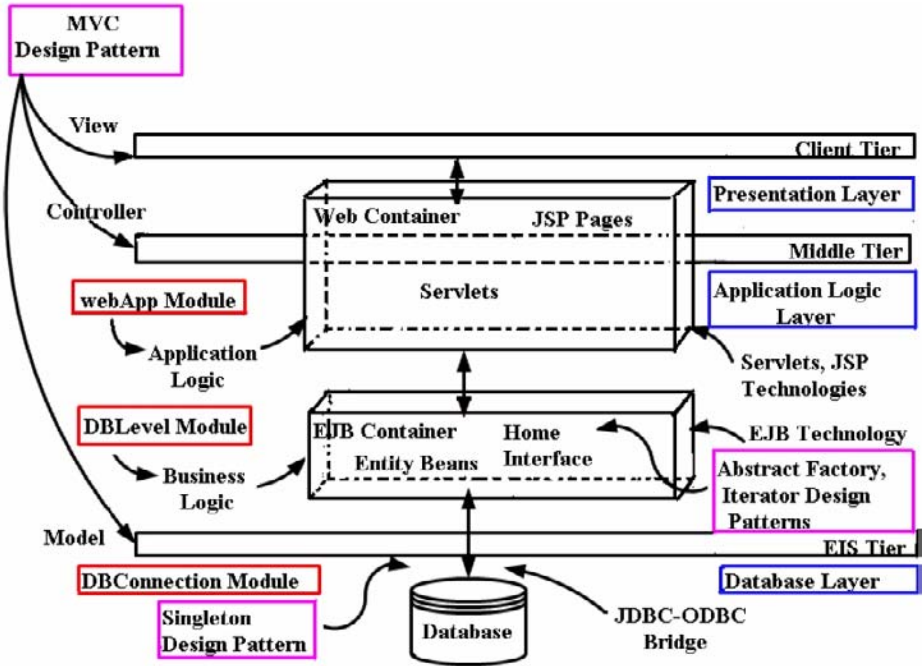 MVC
Design Pattern
View
Client Tier
Presentation Layer
Controller
Web Container
JSP Pages
Middle Tier
webApp Module
Servlets
Application Logic
Layer
Application
Logic
Servlets, JSP
Technologies
DBLevel Module
EJB Container
Home
Interface
EJB Technology
Entity Beans
Business
Logic
Abstract Factory,
Iterator Design
Patterns
Model
EIS Tier
DBConnection Module
Database Layer
Singleton
Design Pattern
Database
JDBC-ODBC
Bridge